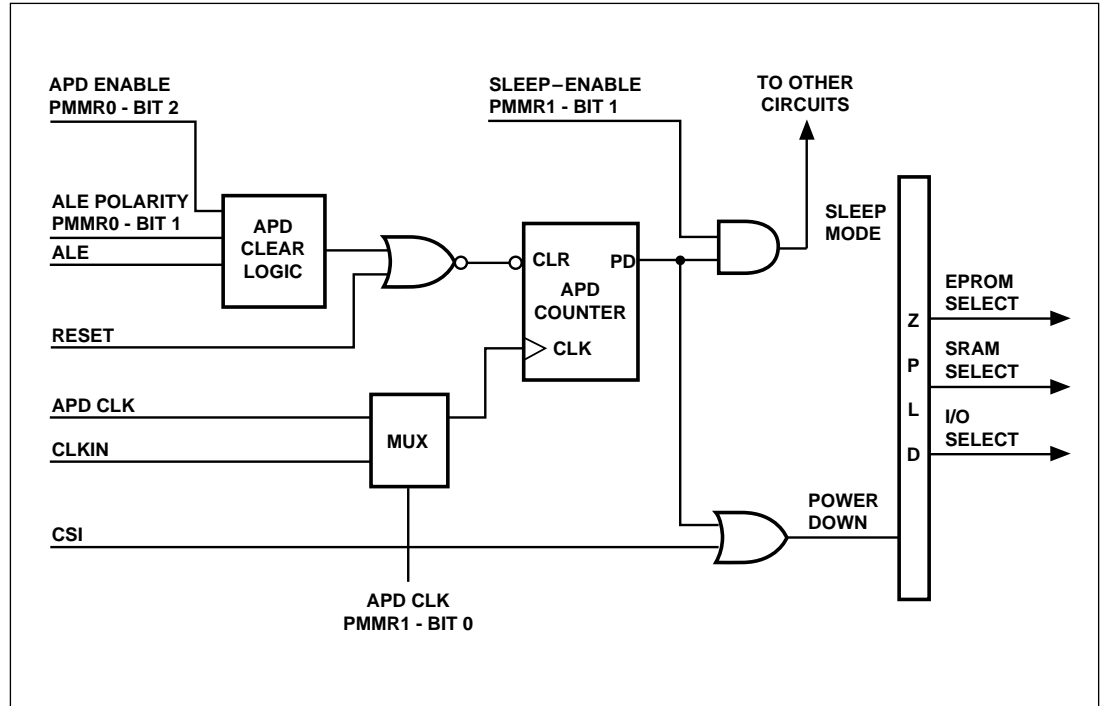 APD ENABLE
PMMR0 - BIT 2
SLEEP–ENABLE
PMMR1 - BIT 1
TO OTHER
CIRCUITS
ALE POLARITY
PMMR0 - BIT 1
ALE
APD
CLEAR
LOGIC
SLEEP
MODE
CLR
PD
APD
COUNTER
CLK
EPROM
SELECT
RESET
SRAM
SELECT
APD CLK
CLKIN
MUX
I/O
SELECT
Z
P
L
D
CSI
POWER
DOWN
APD CLK
PMMR1 - BIT 0